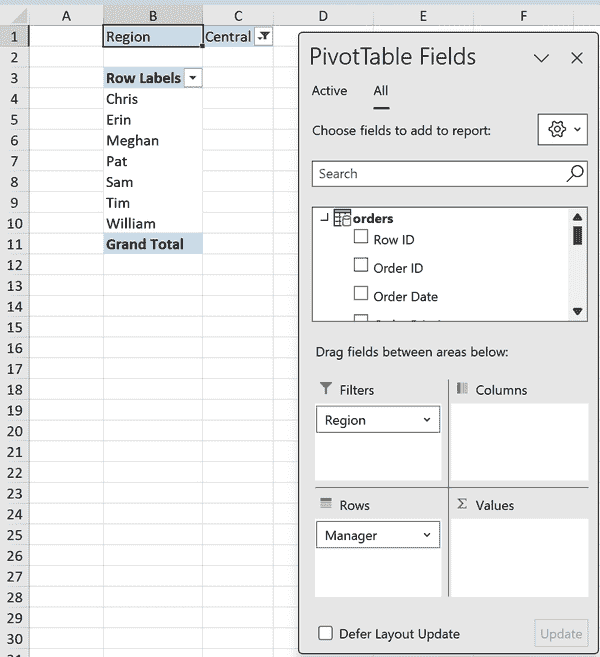 A B C D E F
1 Region Central
2
3 Row Labels
4 Chris
5 Erin
6 Meghan
7 Pat
8 Sam
9 Tim
10 William
11 Grand Total
12
13
14
15
16
17
18
19
20
21
22
23
24
25
26
27
28
29
30
PivotTable Fields
Active All
Choose fields to add to report:
Search
orders
Row ID
Order ID
Order Date
Drag fields between areas below:
Filters
Region
Columns
Rows
Manager
Σ Values
Defer Layout Update
Update